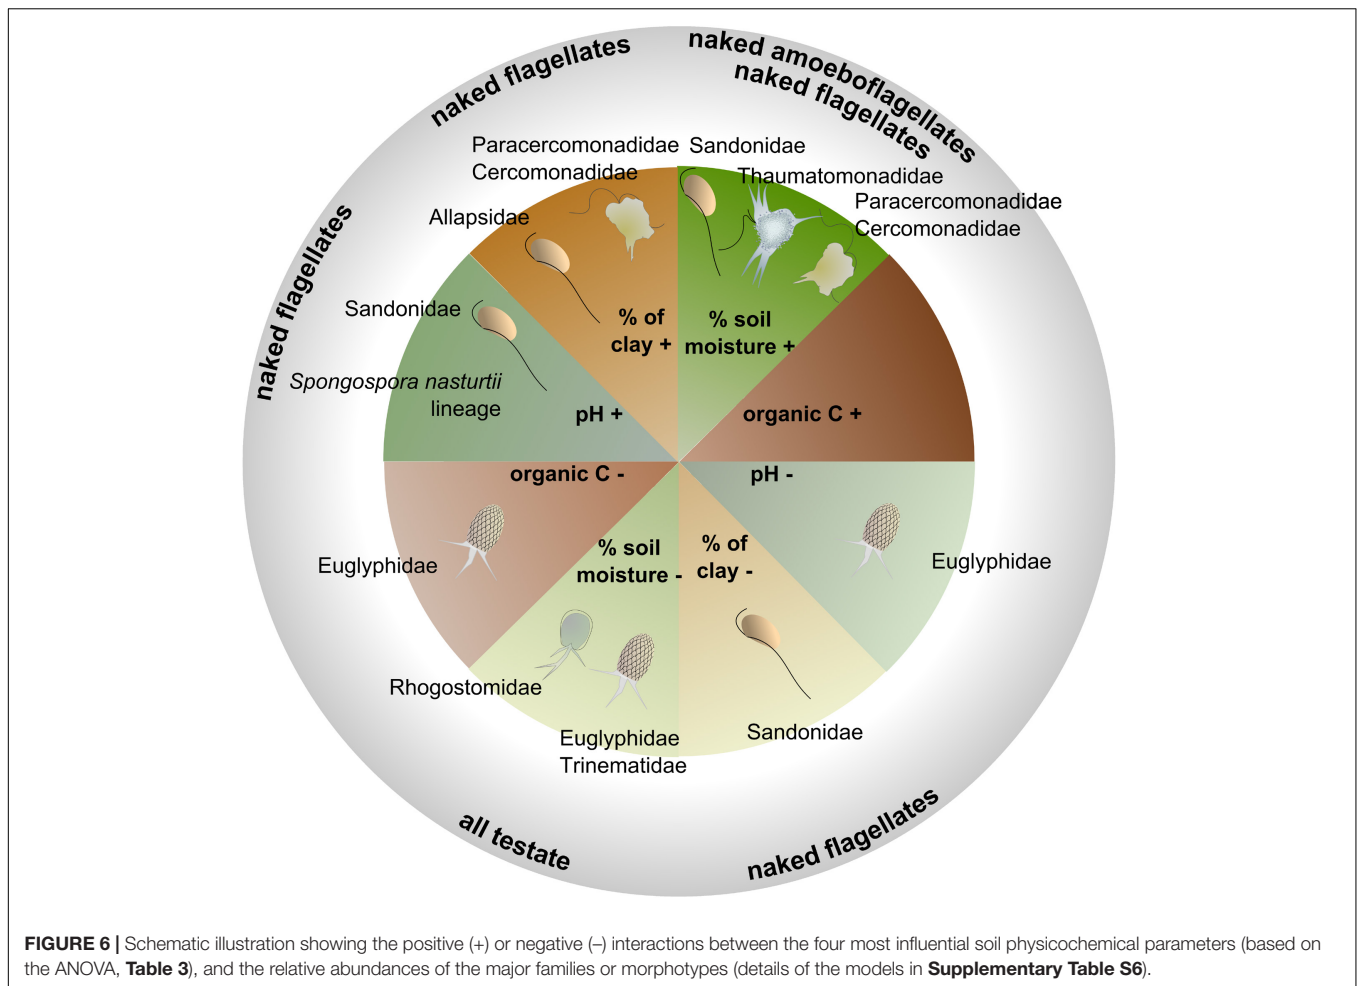 naked flagellates
naked amoeboflagellates
naked flagellates
Paracercomonadidae
Cercomonadidae
Sandonidae
Thaumatomonadidae
Paracercomonadidae
Cercomonadidae
Allapsidae
naked flagellates
Sandonidae
% of
clay +
% soil
moisture +
Spongospora nasturtii
lineage
pH +
organic C +
organic C -
pH -
Euglyphidae
% soil
moisture -
% of
clay -
Euglyphidae
Rhogostomidae
Euglyphidae
Trinematidae
Sandonidae
all testate
naked flagellates
FIGURE 6 | Schematic illustration showing the positive (+) or negative (–) interactions between the four most influential soil physicochemical parameters (based on
the ANOVA, Table 3), and the relative abundances of the major families or morphotypes (details of the models in Supplementary Table S6).